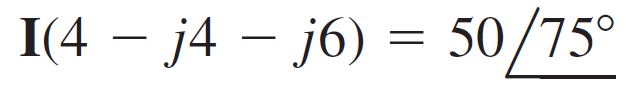 I(4 − j4 − j6) = 50/75°